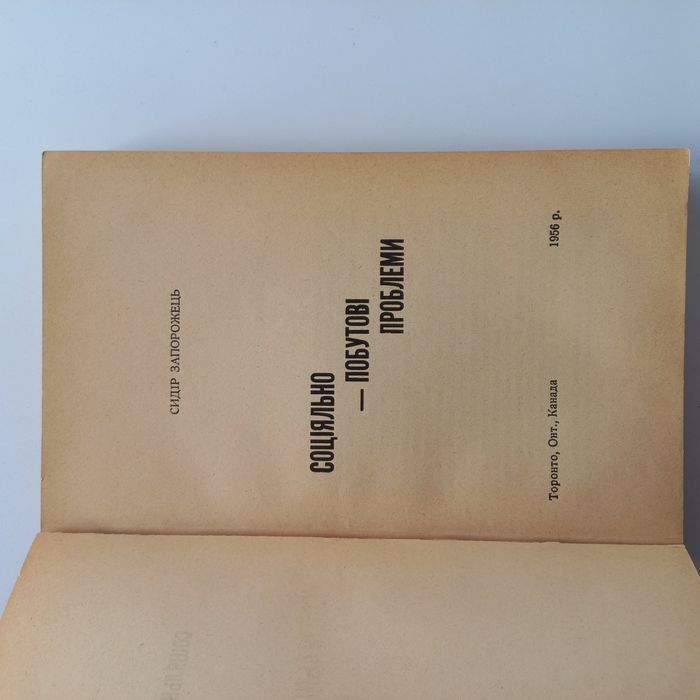 СИДІР ЗАПОРОЖЕЦЬ
СОЦІЯЛЬНО
— ПОБУТОВІ
ПРОБЛЕМИ
Торонто, Онт., Канада 1956 р.